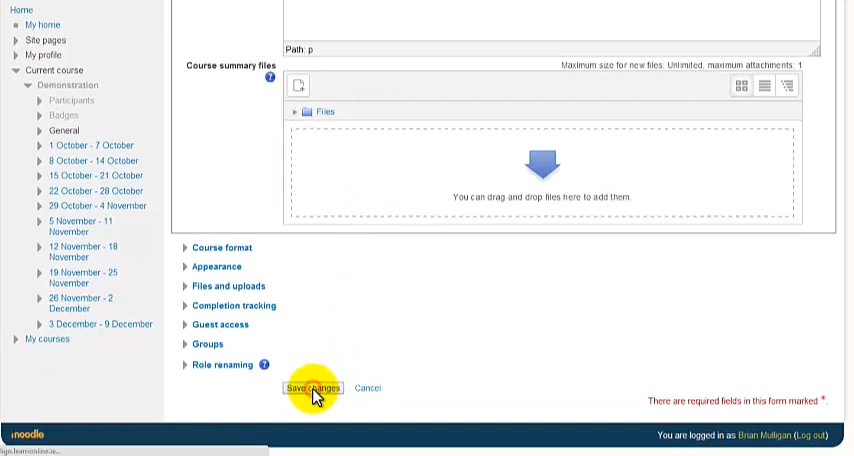 Home
My home
Site pages
My profile
Current course
Demonstration
Participants
Badges
General
1 October - 7 October
8 October - 14 October
15 October - 21 October
22 October - 28 October
29 October - 4 November
5 November - 11
November
12 November - 18
November
19 November - 25
November
26 November - 2
December
3 December - 9 December
My courses
Path: p
Course summary files
Maximum size for new files: Unlimited, maximum attachments: 1
Files
You can drag and drop files here to add them.
Course format
Appearance
Files and uploads
Completion tracking
Guest access
Groups
Role renaming
Save changes
Cancel
There are required fields in this form marked *.
moodle
You are logged in as Brian Mulligan (Log out)